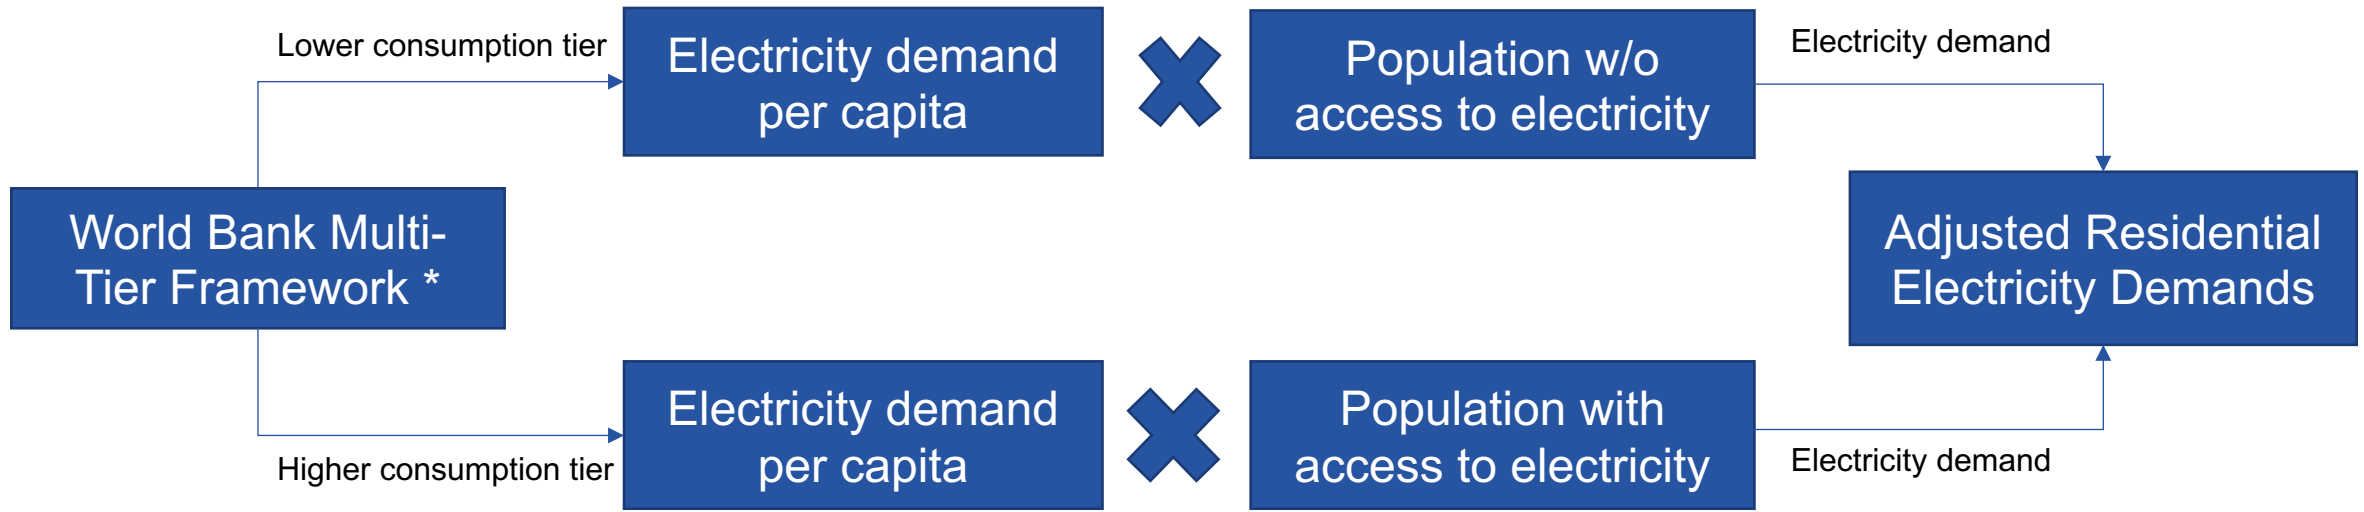 Lower consumption tier
Electricity demand
per capita
Population w/o
access to electricity
Electricity demand
World Bank Multi-
Tier Framework *
Adjusted Residential
Electricity Demands
Higher consumption tier
Electricity demand
per capita
Population with
access to electricity
Electricity demand